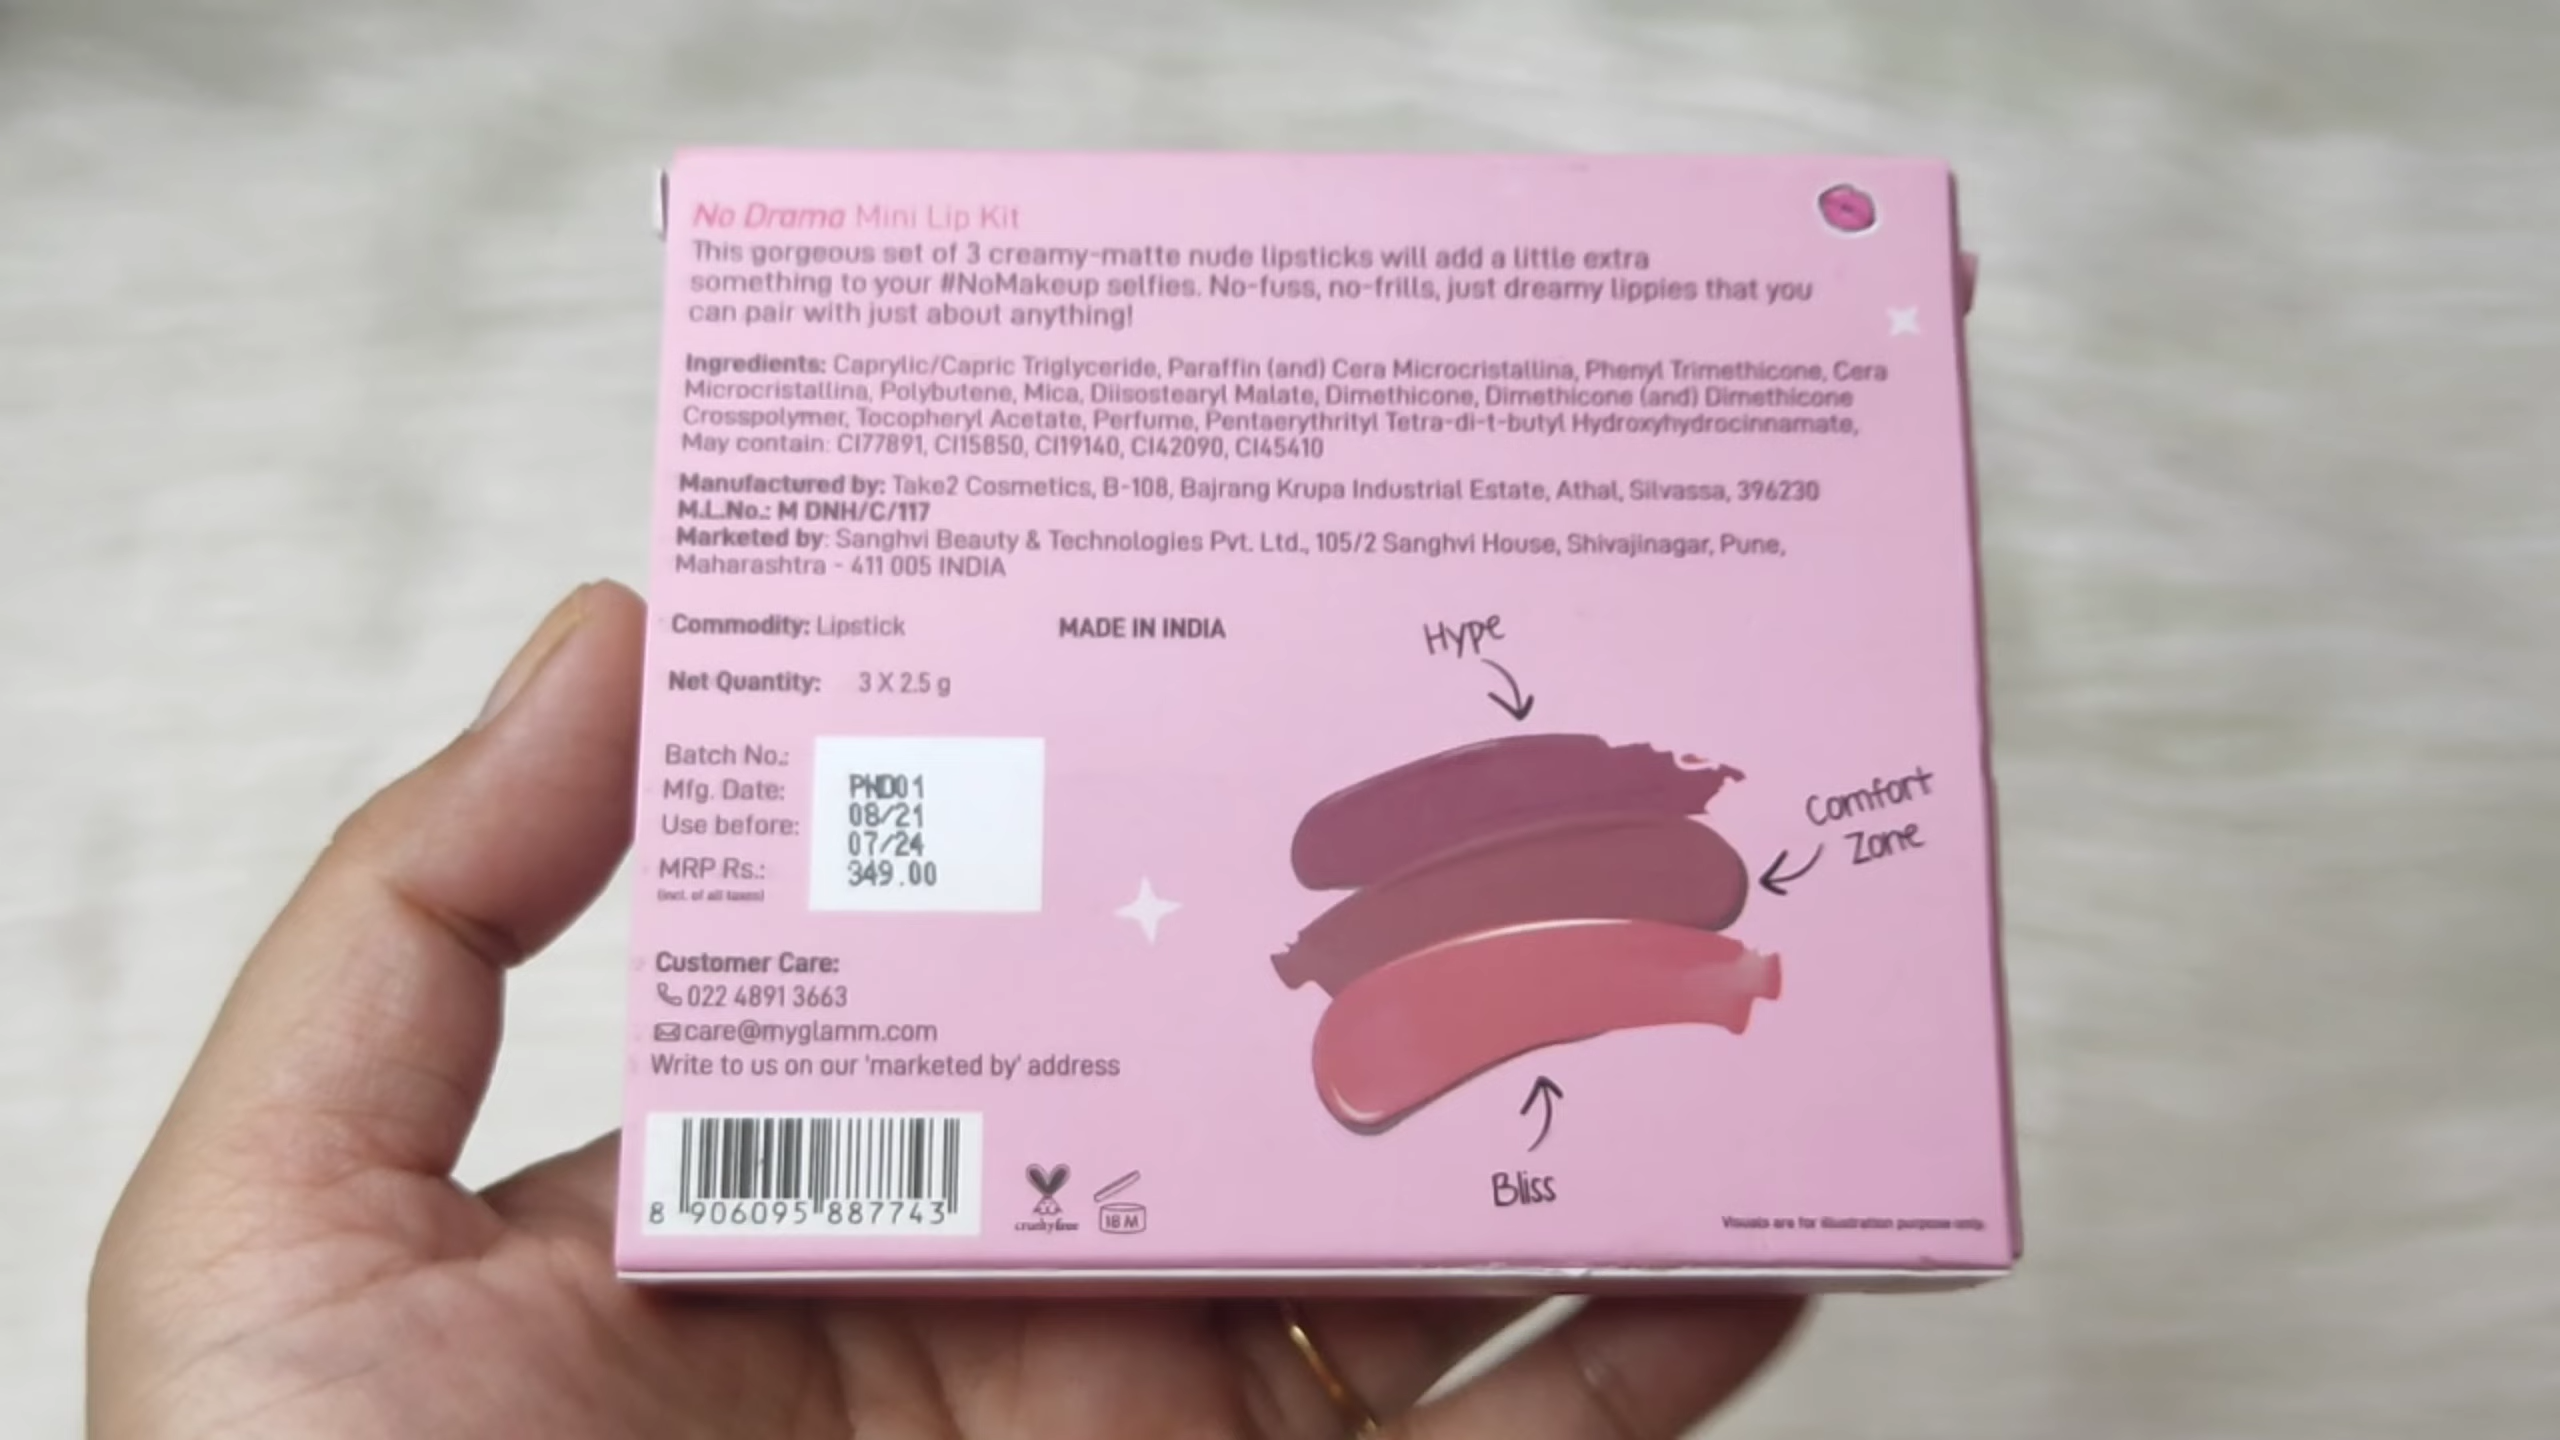 No Drama Mini Lip Kit
This gorgeous set of 3 creamy-matte nude lipsticks will add a little extra
something to your #NoMakeup selfies. No-fuss, no-frills, just dreamy lippies that you
can pair with just about anything!
Ingredients: Caprylic/Capric Triglyceride, Paraffin (and) Cera Microcristallina, Phenyl Trimethicone, Cera
Microcristallina, Polybutene, Mica, Diisostearyl Malate, Dimethicone, Dimethicone (and) Dimethicone
Crosspolymer, Tocopheryl Acetate, Perfume, Pentaerythrityl Tetra-di-t-butyl Hydroxyhydrocinnamate,
May contain: CI77891, CI15850, CI19140, CI42090, CI45410
Manufactured by: Take2 Cosmetics, B-108, Bajrang Krupa Industrial Estate, Athal, Silvassa, 396230
M.L.No.: M DNH/C/117
Marketed by: Sanghvi Beauty & Technologies Pvt. Ltd., 105/2 Sanghvi House, Shivajinagar, Pune,
Maharashtra - 411 005 INDIA
Commodity: Lipstick MADE IN INDIA
Net Quantity: 3 X 2.5 g
Batch No.: PND01
Mfg. Date: 08/21
Use before: 07/24
MRP Rs.: 349.00
(incl. of all taxes)
Hype
Comfort
Zone
Bliss
Customer Care:
022 4891 3663
care@myglamm.com
Write to us on our 'marketed by' address
8 906095 887743
cruelty free
18 M
Visuals are for illustration purpose only.